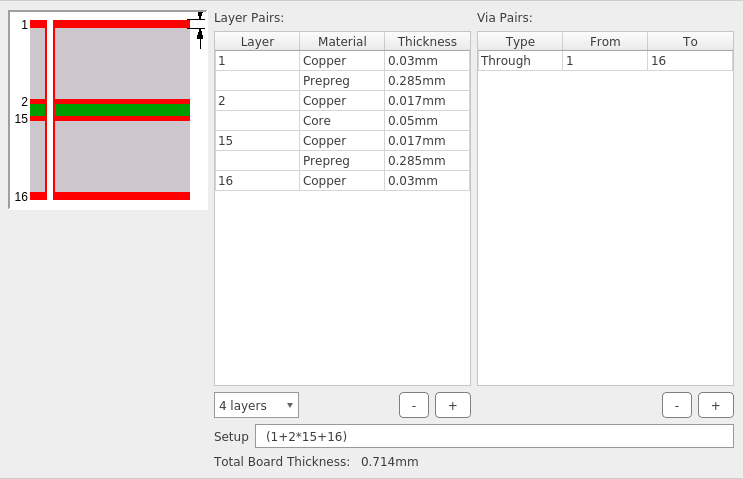 1
2
15
16
Layer Pairs:
Layer Material Thickness
1 Copper 0.03mm
Prepreg 0.285mm
2 Copper 0.017mm
Core 0.05mm
15 Copper 0.017mm
Prepreg 0.285mm
16 Copper 0.03mm
Via Pairs:
Type From To
Through 1 16
4 layers - +
- +
Setup (1+2*15+16)
Total Board Thickness: 0.714mm